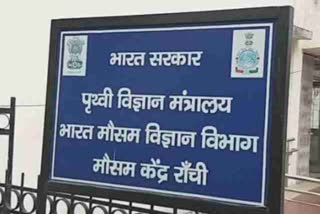 भारत सरकार
पृथ्वी विज्ञान मंत्रालय
भारत मौसम विज्ञान विभाग
मौसम केंद्र राँची